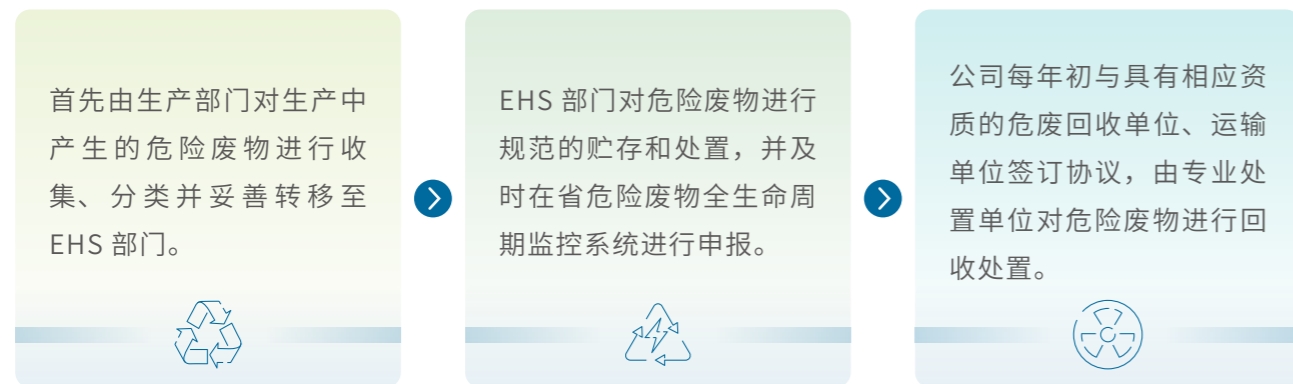 首先由生产部门对生产中
产生的危险废物进行收
集、分类并妥善转移至
EHS 部门。
EHS 部门对危险废物进行
规范的贮存和处置，并及
时在省危险废物全生命周
期监控系统进行申报。
公司每年初与具有相应资
质的危废回收单位、运输
单位签订协议，由专业处
置单位对危险废物进行回
收处置。